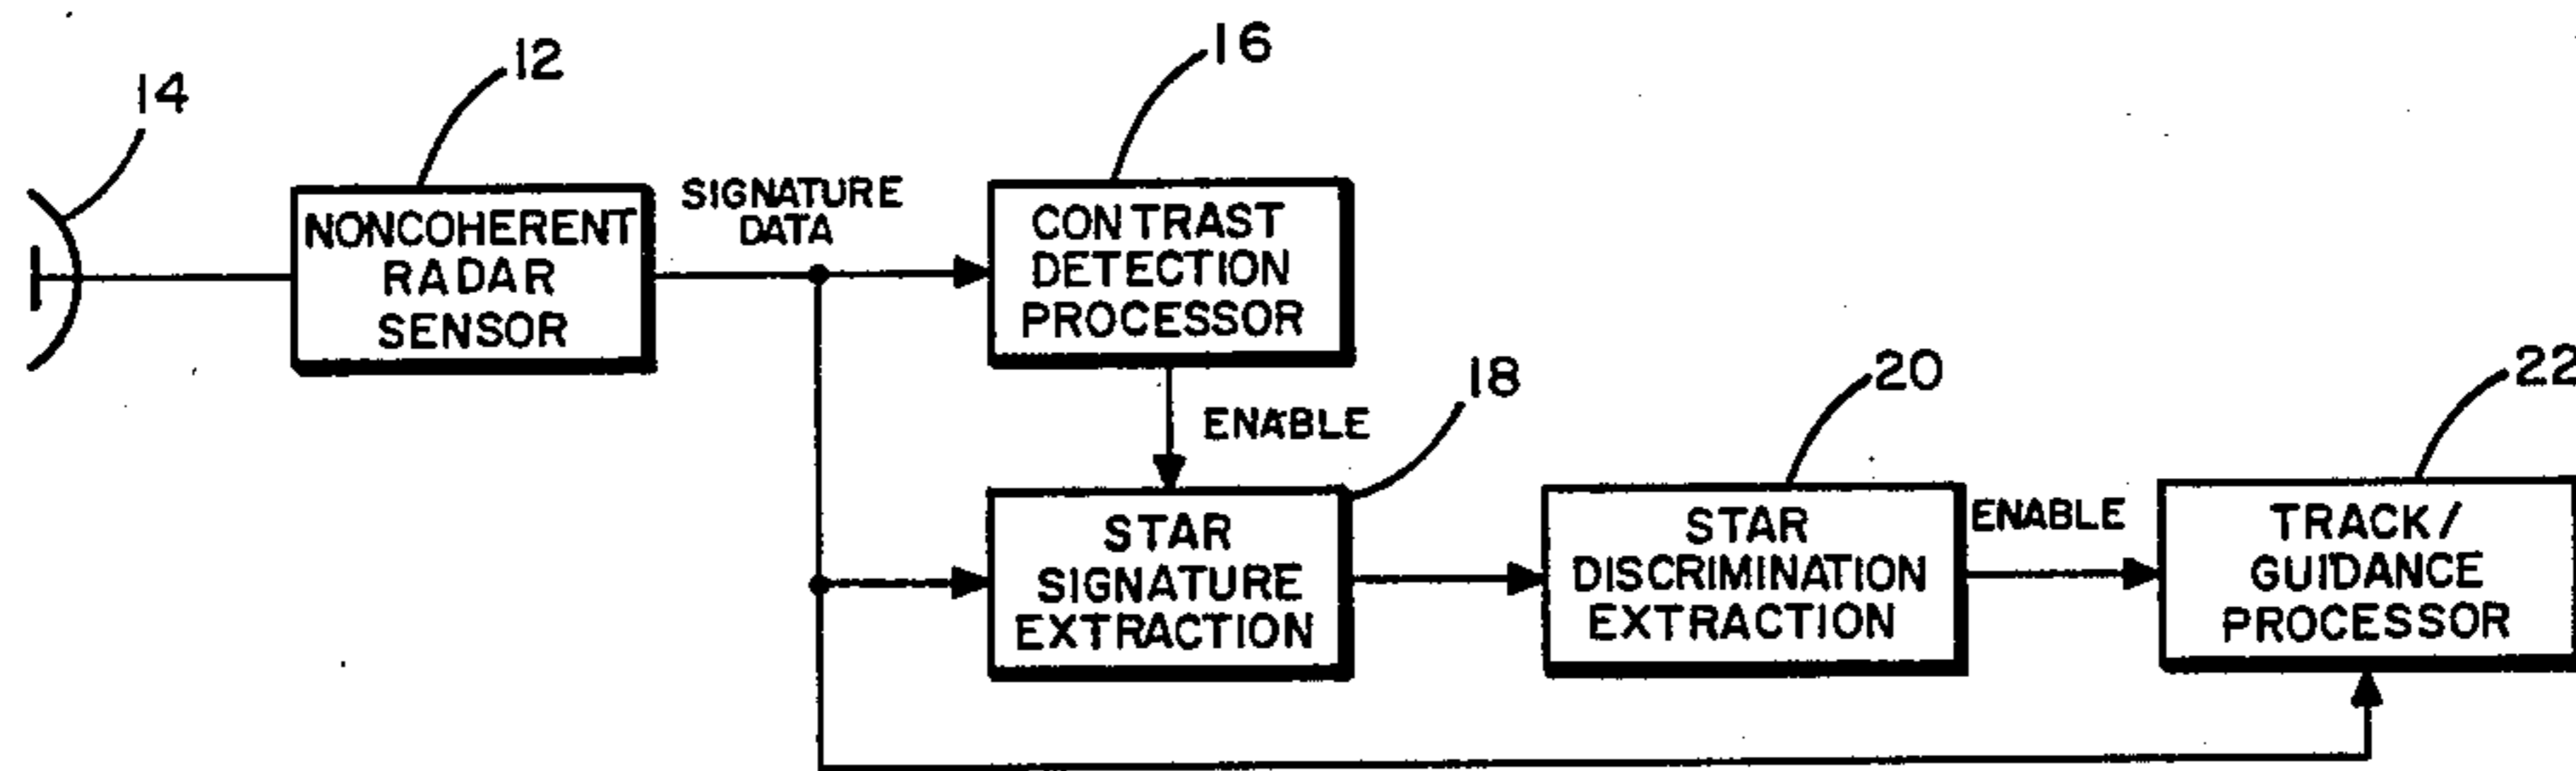 14
12
16
NONCOHERENT
RADAR
SENSOR
SIGNATURE
DATA
CONTRAST
DETECTION
PROCESSOR
ENABLE
18
20
22
STAR
SIGNATURE
EXTRACTION
STAR
DISCRIMINATION
EXTRACTION
ENABLE
TRACK/
GUIDANCE
PROCESSOR